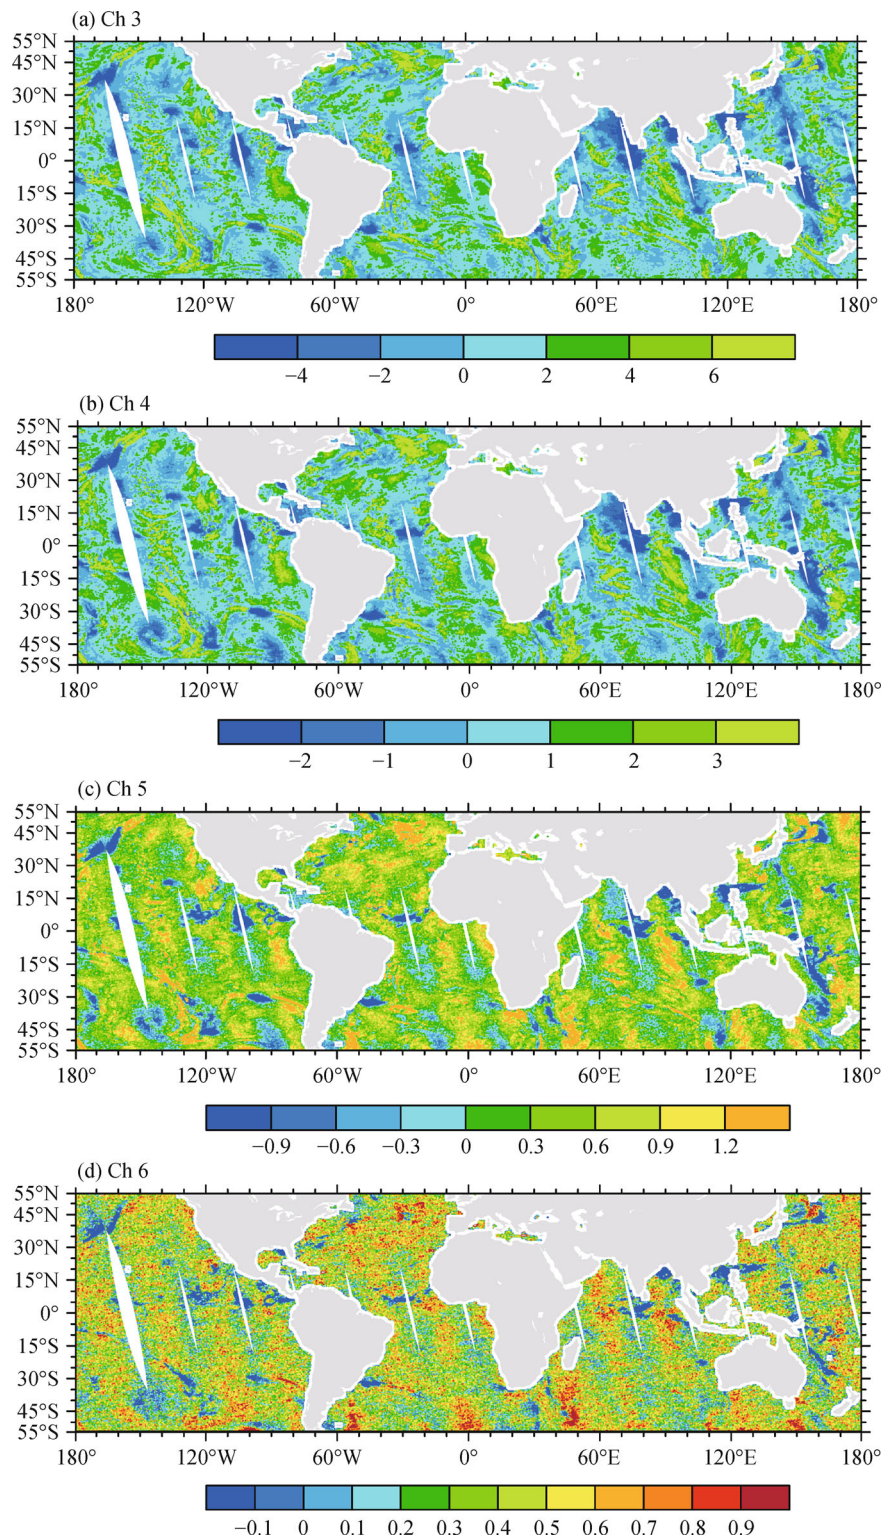 (a) Ch 3
55°N
45°N
30°N
15°N
0°
15°S
30°S
45°S
55°S
180° 120°W 60°W 0° 60°E 120°E 180°
−4 −2 0 2 4 6
(b) Ch 4
55°N
45°N
30°N
15°N
0°
15°S
30°S
45°S
55°S
180° 120°W 60°W 0° 60°E 120°E 180°
−2 −1 0 1 2 3
(c) Ch 5
55°N
45°N
30°N
15°N
0°
15°S
30°S
45°S
55°S
180° 120°W 60°W 0° 60°E 120°E 180°
−0.9 −0.6 −0.3 0 0.3 0.6 0.9 1.2
(d) Ch 6
55°N
45°N
30°N
15°N
0°
15°S
30°S
45°S
55°S
180° 120°W 60°W 0° 60°E 120°E 180°
−0.1 0 0.1 0.2 0.3 0.4 0.5 0.6 0.7 0.8 0.9